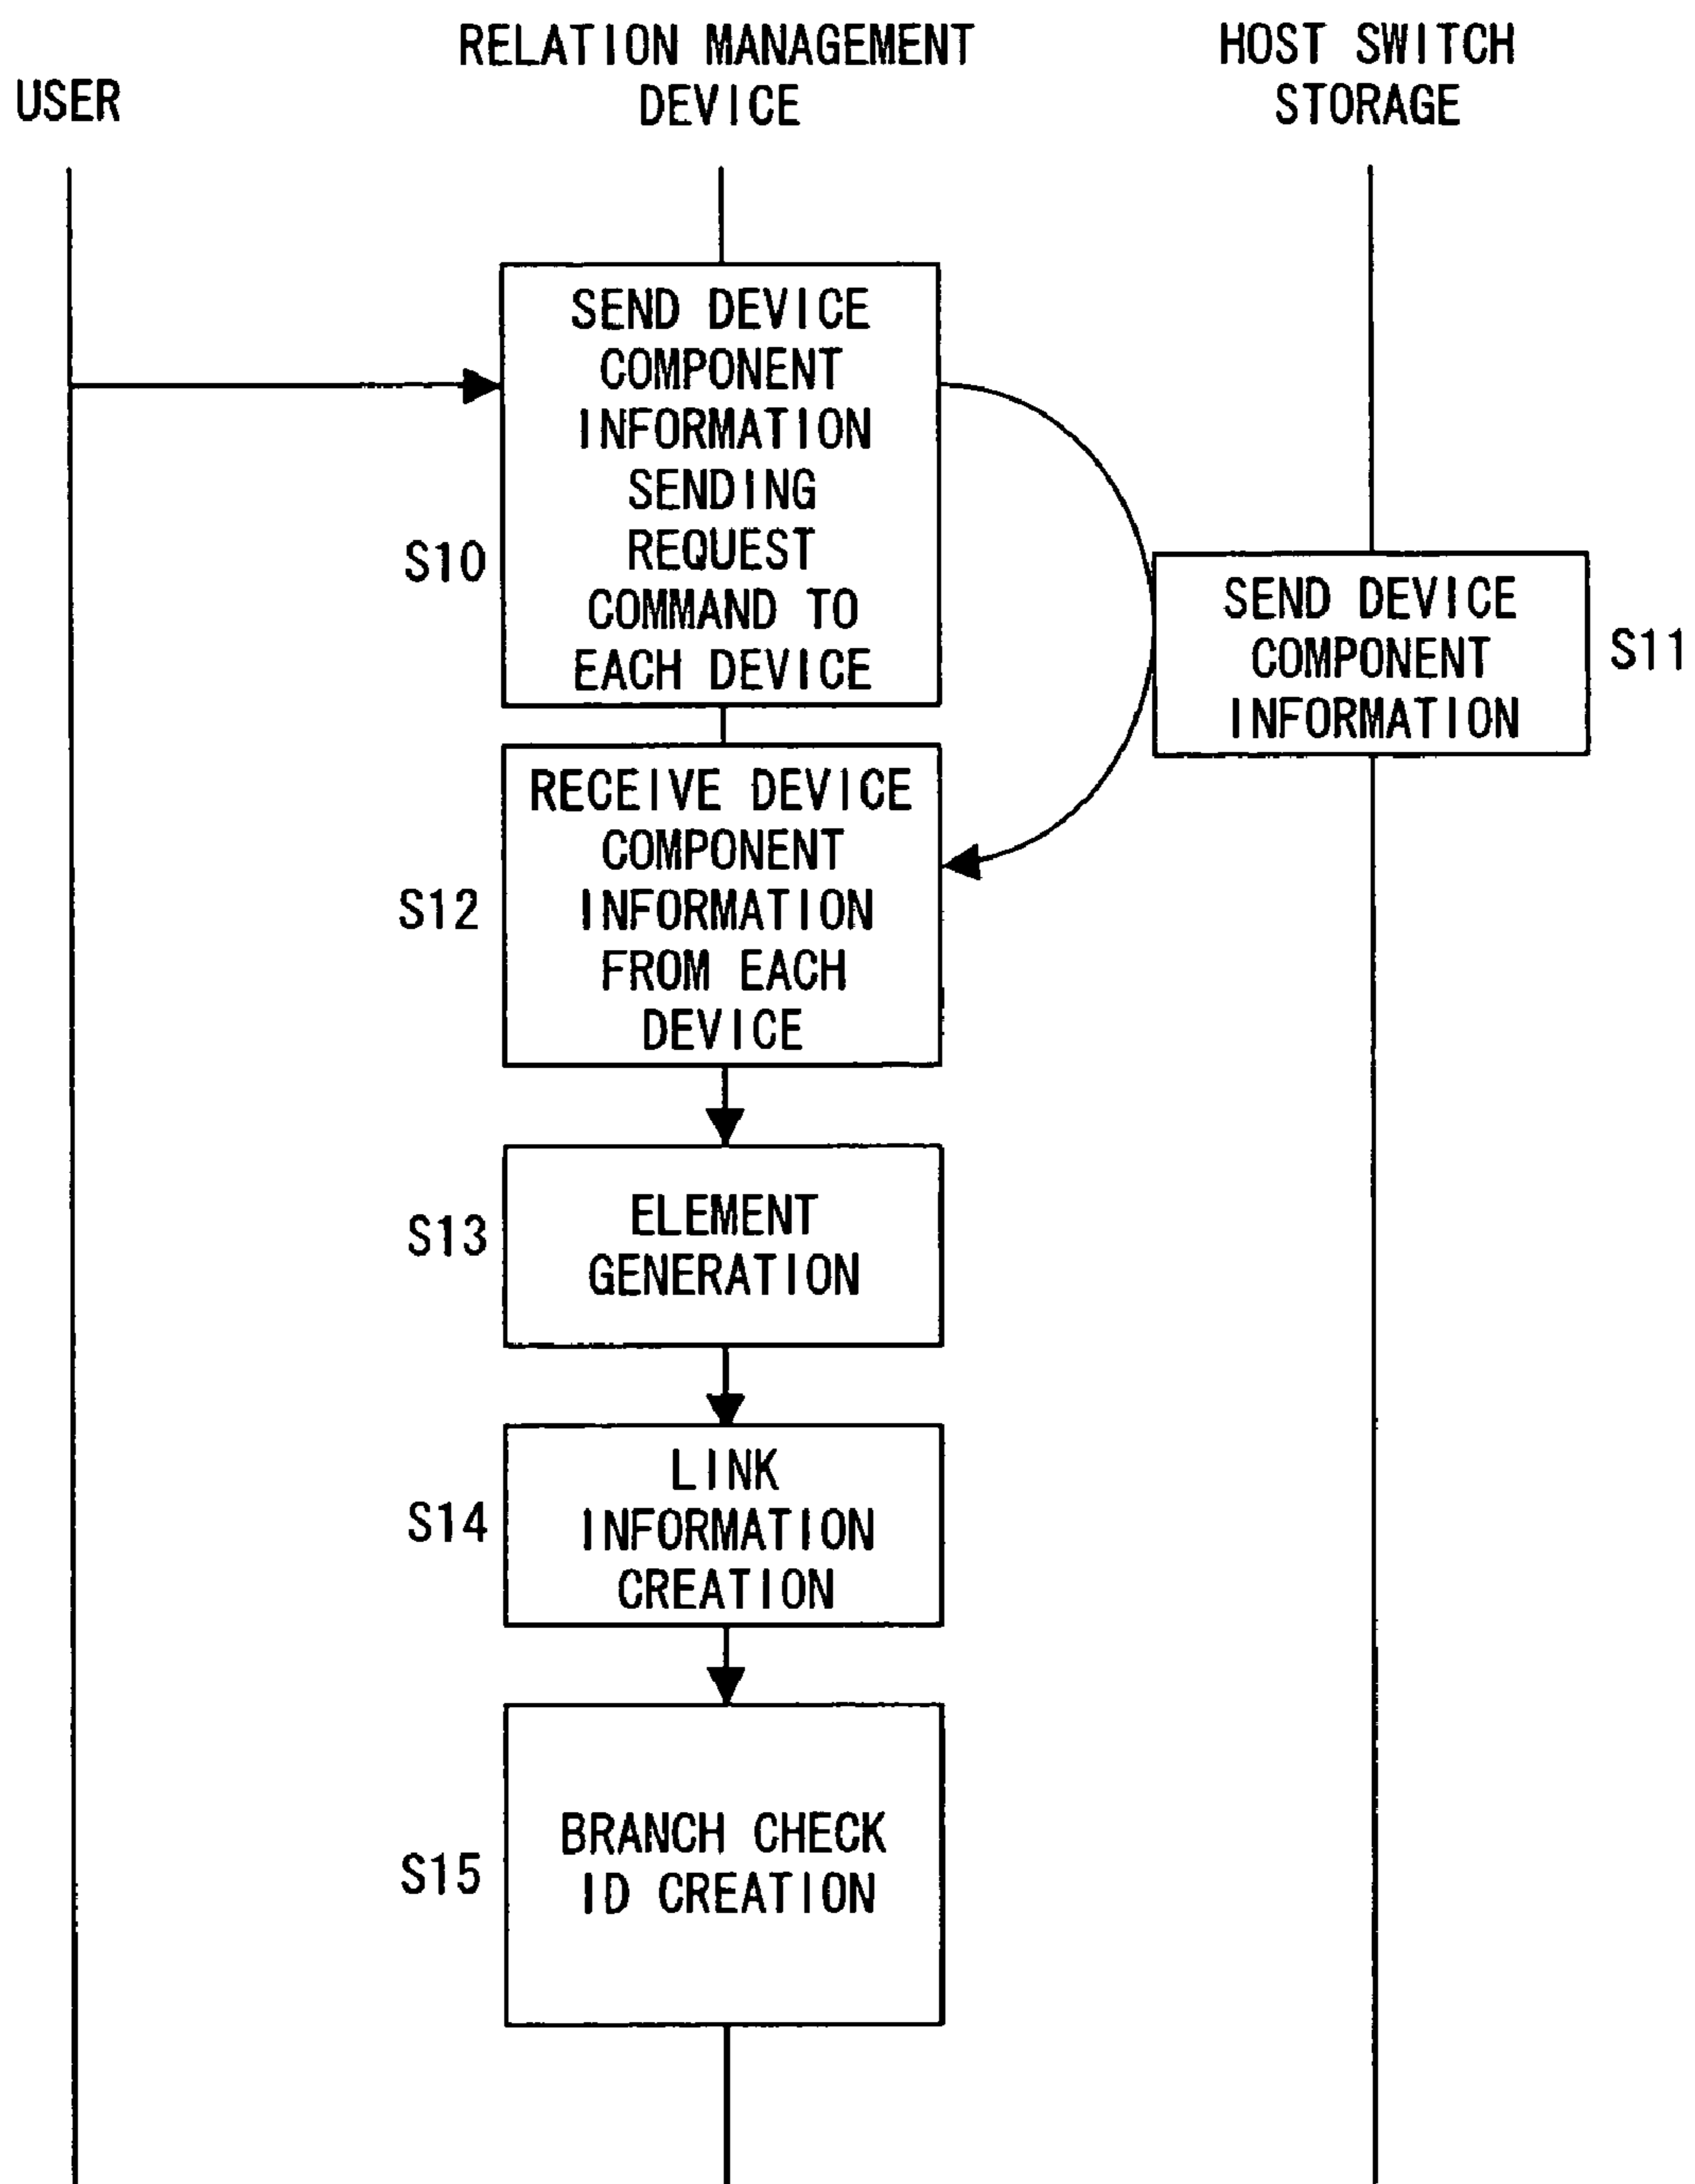 USER
RELATION MANAGEMENT
DEVICE
HOST SWITCH
STORAGE
SEND DEVICE
COMPONENT
INFORMATION
SENDING
REQUEST
COMMAND TO
EACH DEVICE
S10
SEND DEVICE
COMPONENT
INFORMATION
S11
RECEIVE DEVICE
COMPONENT
INFORMATION
FROM EACH
DEVICE
S12
ELEMENT
GENERATION
S13
LINK
INFORMATION
CREATION
S14
BRANCH CHECK
ID CREATION
S15